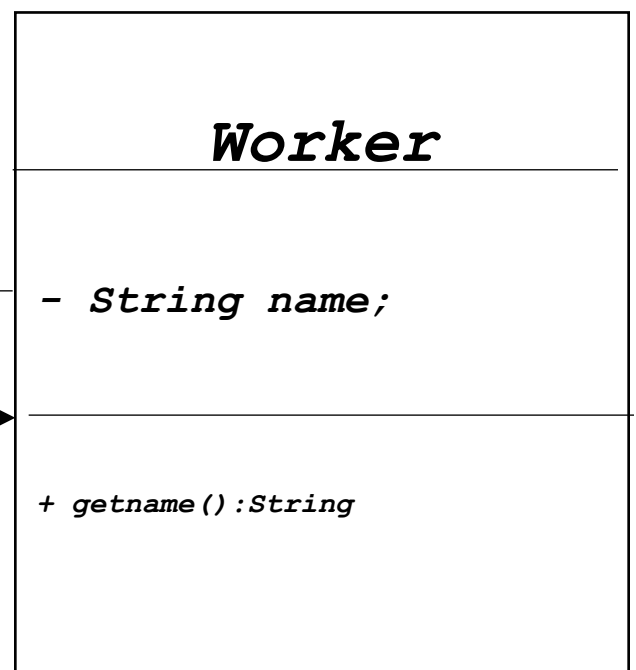 Worker
- String name;
+ getname():String